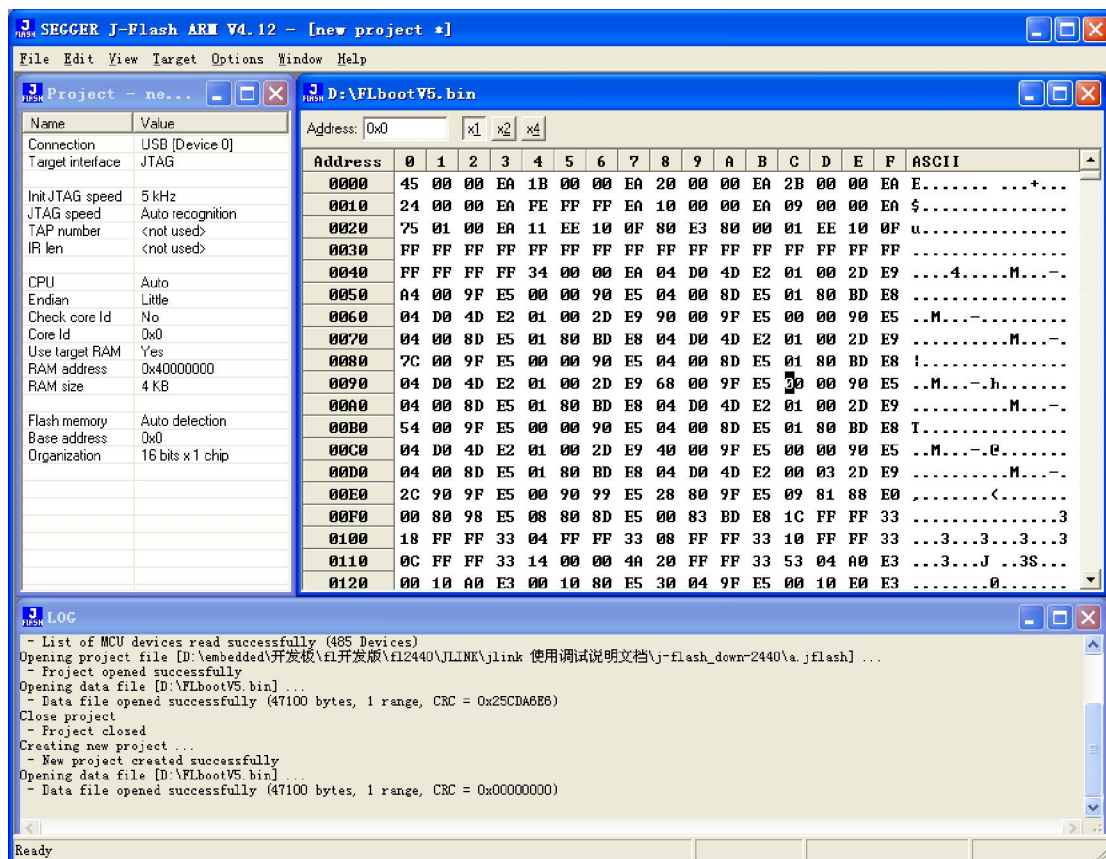 SEGGER J-Flash ARM V4.12 - [new project *]
File Edit View Target Options Window Help
Project - ne...
Name Value
Connection USB [Device 0]
Target interface JTAG
Init JTAG speed 5 kHz
JTAG speed Auto recognition
TAP number <not used>
IR len <not used>
CPU Auto
Endian Little
Check core Id No
Core Id 0x0
Use target RAM Yes
RAM address 0x40000000
RAM size 4 KB
Flash memory Auto detection
Base address 0x0
Organization 16 bits x 1 chip
D:\FLbootV5.bin
Address: 0x0 x1 x2 x4
Address 0 1 2 3 4 5 6 7 8 9 A B C D E F ASCII
0000 45 00 00 EA 1B 00 00 EA 20 00 00 EA 2B 00 00 EA E....... ...+...
0010 24 00 00 EA FE FF FF EA 10 00 00 EA 09 00 00 EA $...............
0020 75 01 00 EA 11 EE 10 0F 80 E3 80 00 01 EE 10 0F u...............
0030 FF FF FF FF FF FF FF FF FF FF FF FF FF FF FF FF ................
0040 FF FF FF FF 34 00 00 EA 04 D0 4D E2 01 00 2D E9 ....4.....M...-.
0050 A4 00 9F E5 00 00 90 E5 04 00 8D E5 01 80 BD E8 ................
0060 04 D0 4D E2 01 00 2D E9 90 00 9F E5 00 00 90 E5 ..M...-.........
0070 04 00 8D E5 01 80 BD E8 04 D0 4D E2 01 00 2D E9 ..........M...-.
0080 7C 00 9F E5 00 00 90 E5 04 00 8D E5 01 80 BD E8 |...............
0090 04 D0 4D E2 01 00 2D E9 68 00 9F E5 00 00 90 E5 ..M...-.h.......
00A0 04 00 8D E5 01 80 BD E8 04 D0 4D E2 01 00 2D E9 ..........M...-.
00B0 54 00 9F E5 00 00 90 E5 04 00 8D E5 01 80 BD E8 T...............
00C0 04 D0 4D E2 01 00 2D E9 40 00 9F E5 00 00 90 E5 ..M...-.@.......
00D0 04 00 8D E5 01 80 BD E8 04 D0 4D E2 00 03 2D E9 ..........M...-.
00E0 2C 90 9F E5 00 90 99 E5 28 80 9F E5 09 81 88 E0 ,.......(.......
00F0 00 80 98 E5 08 80 8D E5 00 83 BD E8 1C FF FF 33 ...............3
0100 18 FF FF 33 04 FF FF 33 08 FF FF 33 10 FF FF 33 ...3...3...3...3
0110 0C FF FF 33 14 00 00 4A 20 FF FF 33 53 04 A0 E3 ...3...J ..3S...
0120 00 10 A0 E3 00 10 80 E5 30 04 9F E5 00 10 E0 E3 ........0.......
LOG
- List of MCU devices read successfully (485 Devices)
Opening project file [D:\embedded\开发板\fl开发版\fl2440\JLINK\jlink 使用调试说明文档\j-flash_down-2440\a.jflash] ...
- Project opened successfully
Opening data file [D:\FLbootV5.bin] ...
- Data file opened successfully (47100 bytes, 1 range, CRC = 0x25CDA6E6)
Close project
- Project closed
Creating new project ...
- New project created successfully
Opening data file [D:\FLbootV5.bin] ...
- Data file opened successfully (47100 bytes, 1 range, CRC = 0x00000000)
Ready